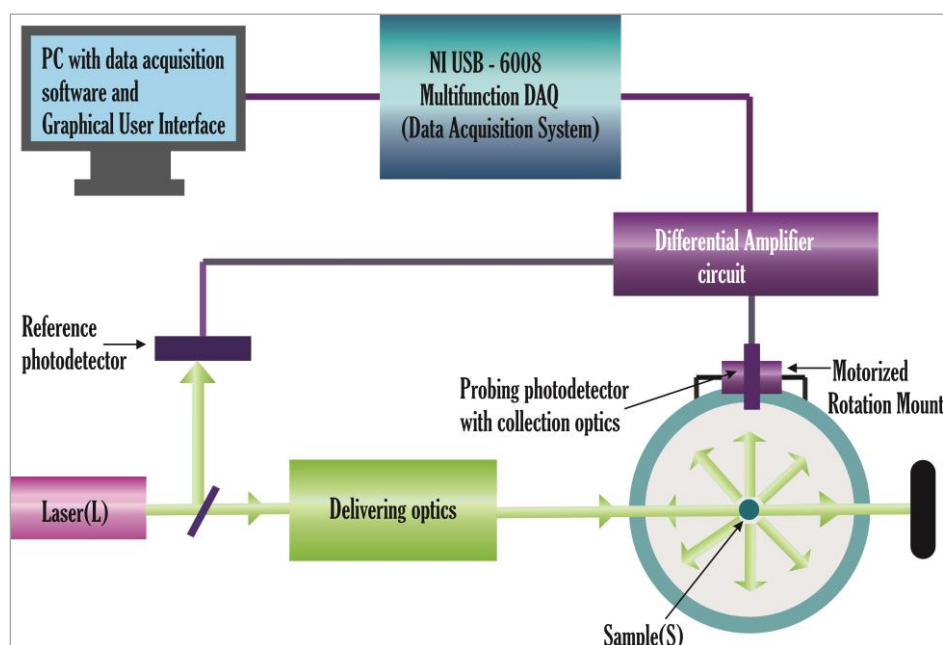 PC with data acquisition
software and
Graphical User Interface
NI USB - 6008
Multifunction DAQ
(Data Acquisition System)
Differential Amplifier
circuit
Reference
photodetector
Probing photodetector
with collection optics
Motorized
Rotation Mount
Laser(L)
Delivering optics
Sample(S)